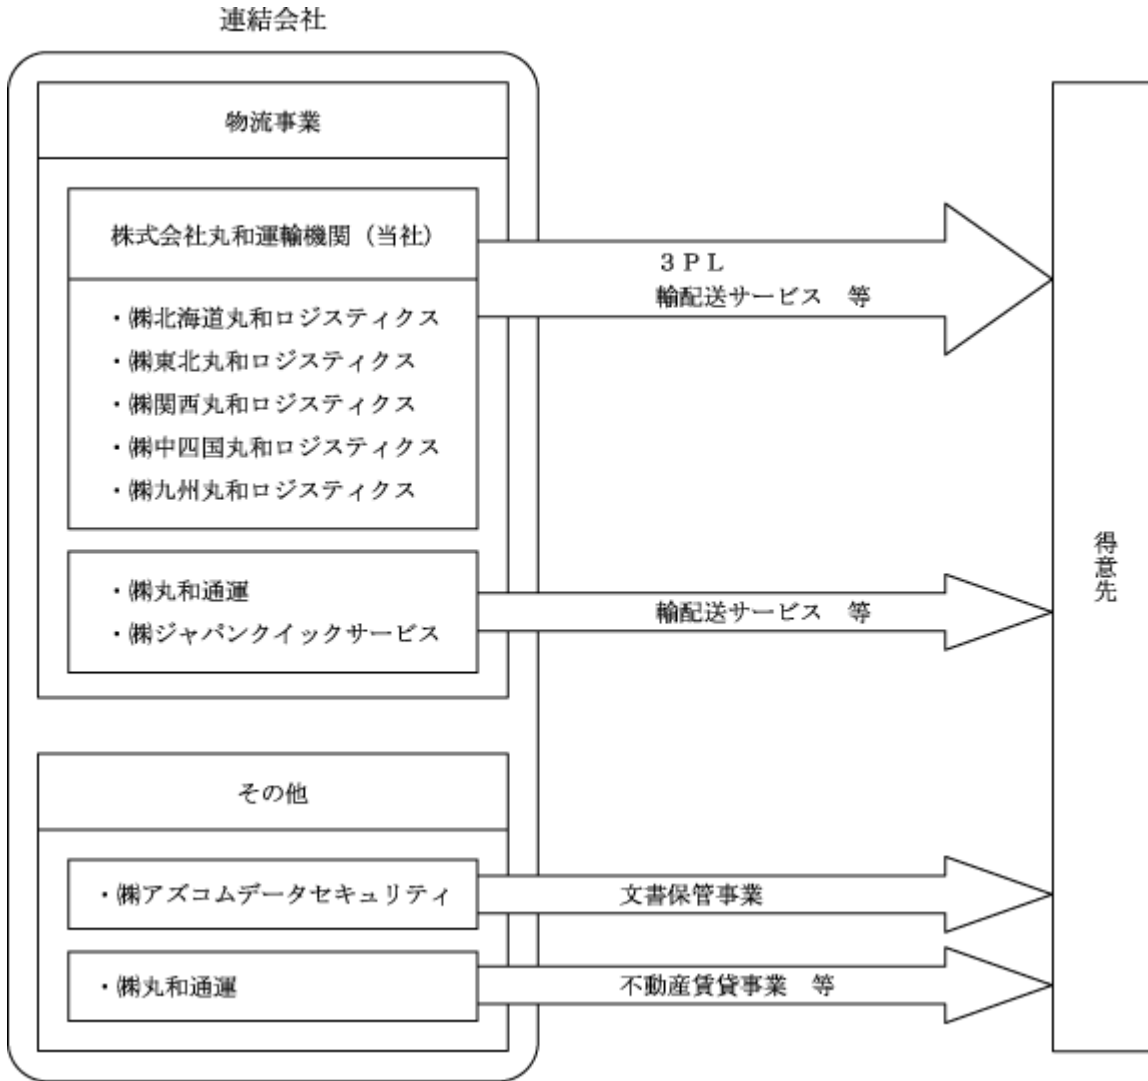 連結会社
物流事業
株式会社丸和運輸機関（当社）
・㈱北海道丸和ロジスティクス
・㈱東北丸和ロジスティクス
・㈱関西丸和ロジスティクス
・㈱中四国丸和ロジスティクス
・㈱九州丸和ロジスティクス
３ＰＬ
輸配送サービス　等
・㈱丸和通運
・㈱ジャパンクイックサービス
輸配送サービス　等
その他
・㈱アズコムデータセキュリティ
文書保管事業
・㈱丸和通運
不動産賃貸事業　等
得意先